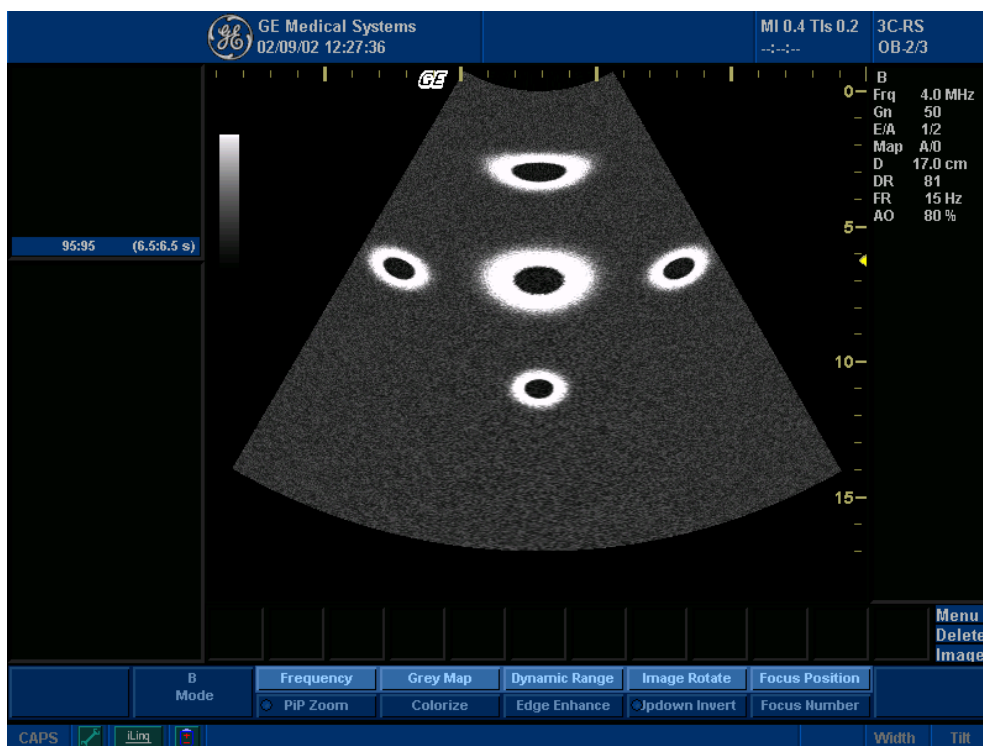 GE Medical Systems
02/09/02 12:27:36
MI 0.4 TIs 0.2
--:--:--
3C-RS
OB-2/3
GE
B
Frq 4.0 MHz
Gn 50
E/A 1/2
Map A/0
D 17.0 cm
DR 81
FR 15 Hz
AO 80 %
0
5
10
15
95:95 (6.5:6.5 s)
Menu
Delete
Image
B
Mode
Frequency
Grey Map
Dynamic Range
Image Rotate
Focus Position
PiP Zoom
Colorize
Edge Enhance
Jpdown Invert
Focus Number
CAPS
iLinq
Width
Tilt